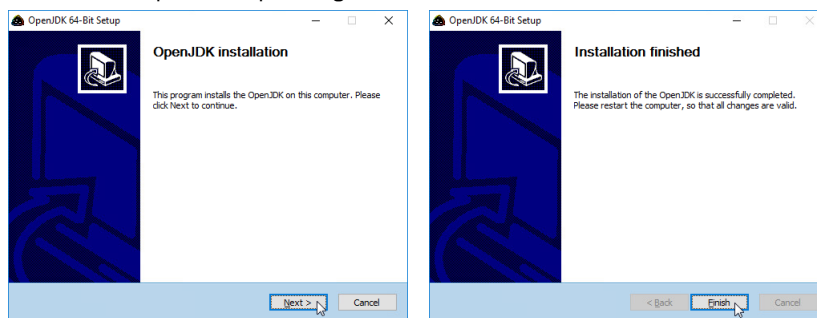 OpenJDK 64-Bit Setup
OpenJDK installation
This program installs the OpenJDK on this computer. Please
click Next to continue.
Next >
Cancel
OpenJDK 64-Bit Setup
Installation finished
The installation of the OpenJDK is successfully completed.
Please restart the computer, so that all changes are valid.
< Back
Finish
Cancel